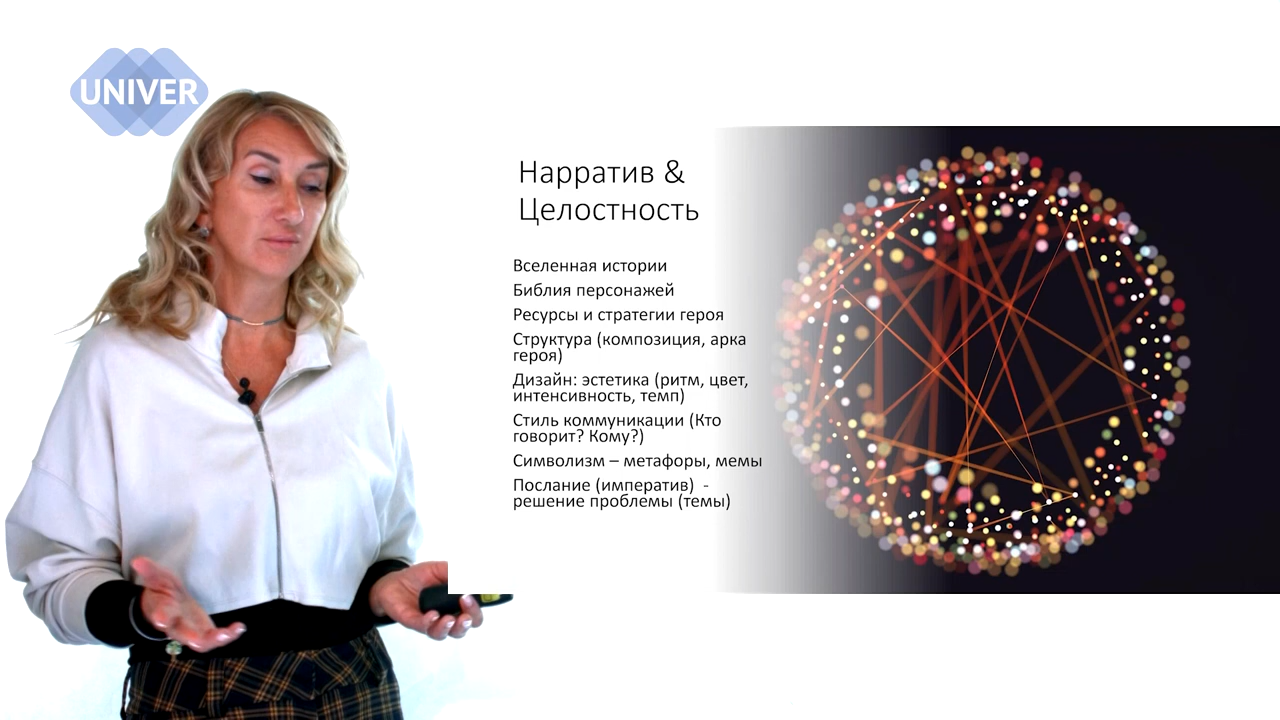 UNIVER
Нарратив &
Целостность
Вселенная истории
Библия персонажей
Ресурсы и стратегии героя
Структура (композиция, арка
героя)
Дизайн: эстетика (ритм, цвет,
интенсивность, темп)
Стиль коммуникации (Кто
говорит? Кому?)
Символизм – метафоры, мемы
Послание (императив) -
решение проблемы (темы)